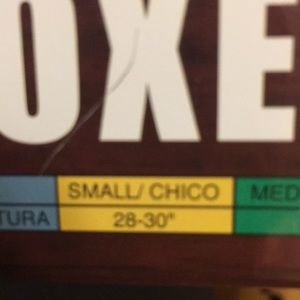 OXE
SMALL/ CHICO MED
TURA 28-30"